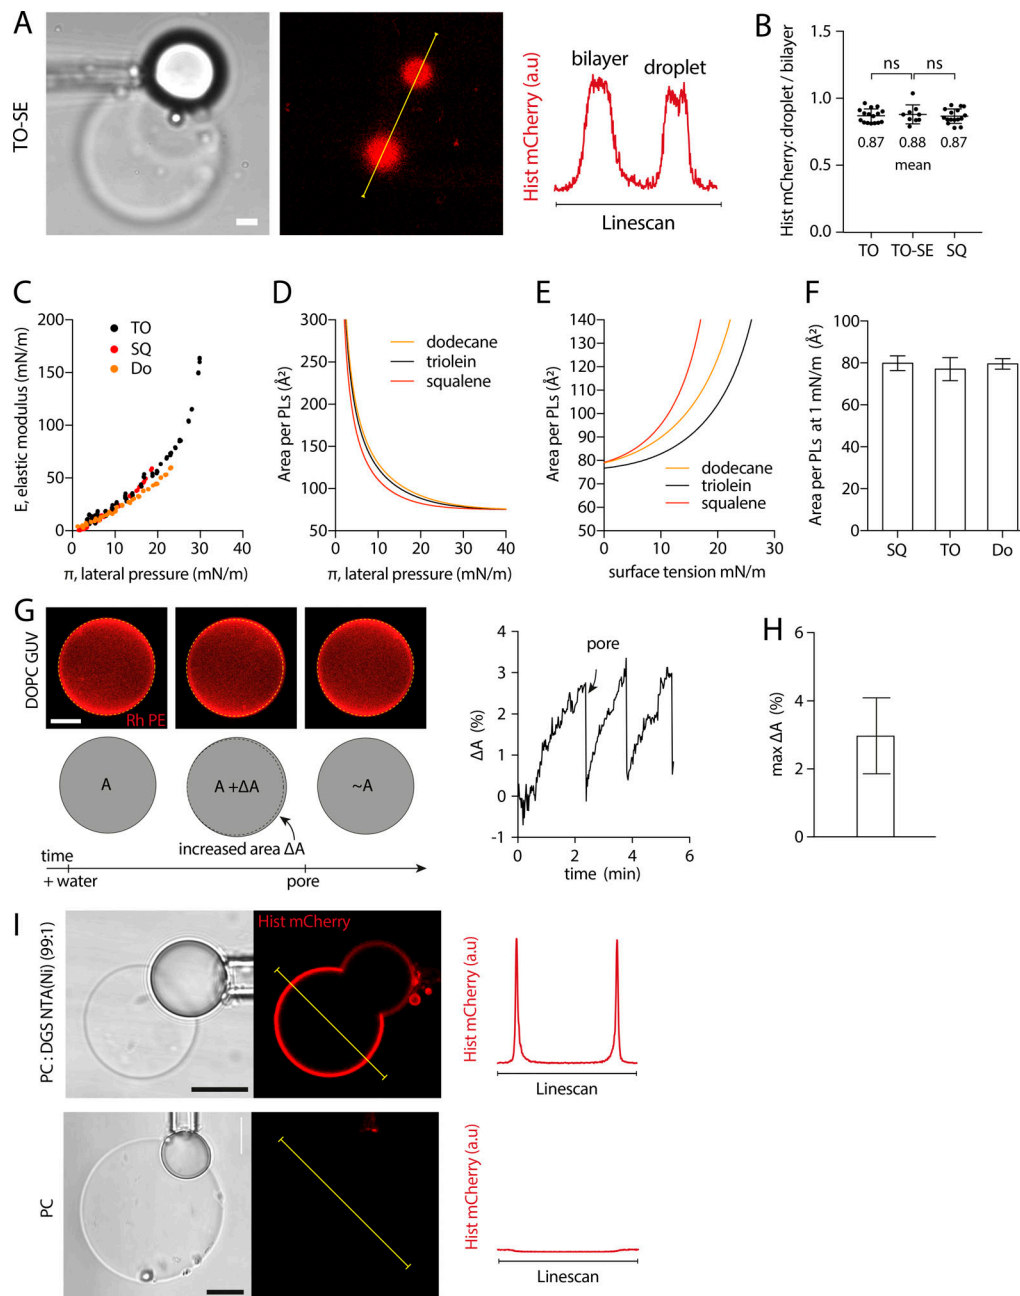 A
TO-SE
Hist mCherry (a.u)
bilayer
droplet
Linescan
B
Hist mCherry: droplet / bilayer
1.5
1.0
0.5
0.0
ns
ns
0.87
0.88
0.87
mean
TO
TO-SE
SQ
C
E, elastic modulus (mN/m)
200
150
100
50
0
TO
SQ
Do
0
10
20
30
40
π, lateral pressure (mN/m)
D
Area per PLs (Å²)
300
250
200
150
100
50
dodecane
triolein
squalene
0
10
20
30
40
π, lateral pressure (mN/m)
E
Area per PLs (Å²)
140
130
120
110
100
90
80
70
60
50
dodecane
triolein
squalene
0
10
20
30
surface tension mN/m
F
Area per PLs at 1 mN/m (Å²)
100
80
60
40
20
0
SQ
TO
Do
G
DOPC GUV
Rh PE
A
A +ΔA
~A
increased area ΔA
time
+ water
pore
ΔA (%)
4
3
2
1
0
-1
pore
0
2
4
6
time (min)
H
max ΔA (%)
6
4
2
0
I
PC : DGS NTA(Ni) (99:1)
Hist mCherry
Hist mCherry (a.u)
Linescan
PC
Hist mCherry (a.u)
Linescan